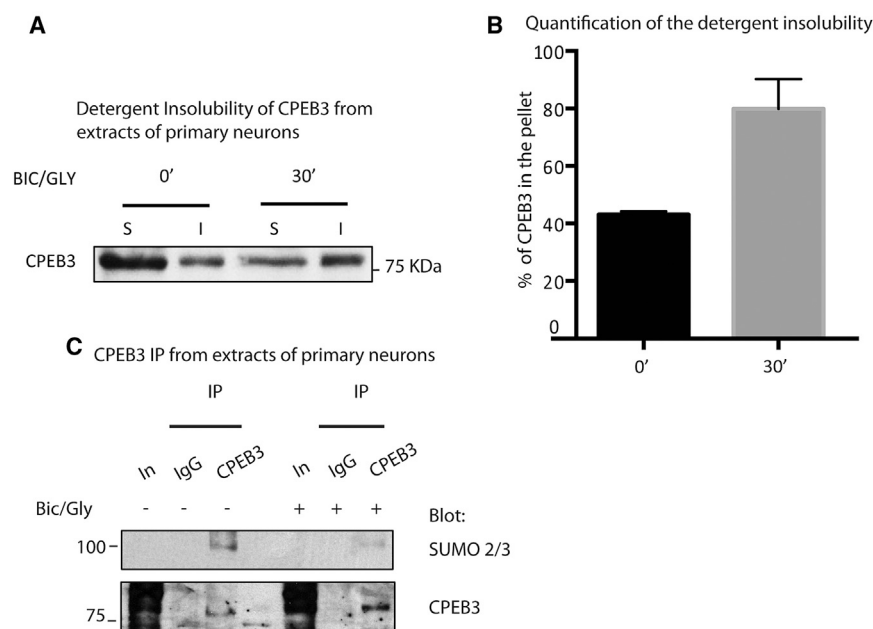 A
Detergent Insolubility of CPEB3 from
extracts of primary neurons
BIC/GLY 0′ 30′
S I S I
CPEB3
75 KDa
B
Quantification of the detergent insolubility
% of CPEB3 in the pellet
100
80
60
40
20
0
0′ 30′
C
CPEB3 IP from extracts of primary neurons
IP IP
In IgG CPEB3 In IgG CPEB3
Bic/Gly - - - + + +
Blot:
100
SUMO 2/3
CPEB3
75